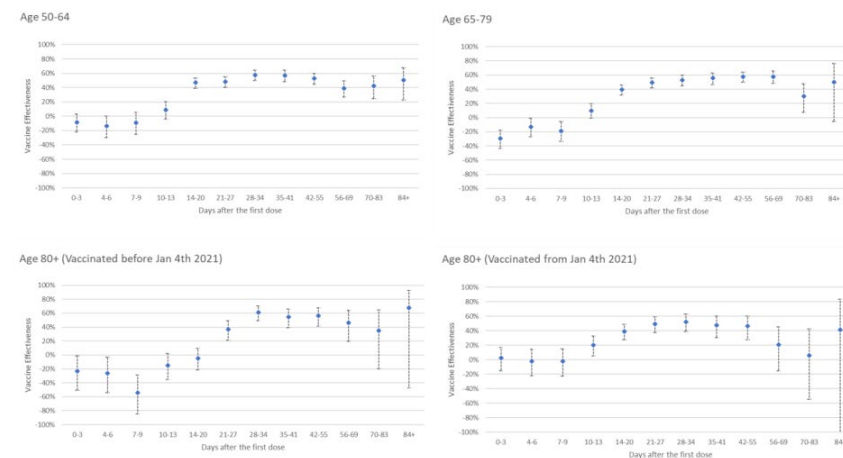 Age 50-64
100%
80%
60%
40%
20%
0%
-20%
-40%
-60%
-80%
-100%
Vaccine Effectiveness
0-3 4-6 7-9 10-13 14-20 21-27 28-34 35-41 42-55 56-69 70-83 84+
Days after the first dose
Age 65-79
100%
80%
60%
40%
20%
0%
-20%
-40%
-60%
-80%
-100%
Vaccine Effectiveness
0-3 4-6 7-9 10-13 14-20 21-27 28-34 35-41 42-55 56-69 70-83 84+
Days after the first dose
Age 80+ (Vaccinated before Jan 4th 2021)
100%
80%
60%
40%
20%
0%
-20%
-40%
-60%
-80%
-100%
Vaccine Effectiveness
0-3 4-6 7-9 10-13 14-20 21-27 28-34 35-41 42-55 56-69 70-83 84+
Days after the first dose
Age 80+ (Vaccinated from Jan 4th 2021)
100%
80%
60%
40%
20%
0%
-20%
-40%
-60%
-80%
-100%
Vaccine Effectiveness
0-3 4-6 7-9 10-13 14-20 21-27 28-34 35-41 42-55 56-69 70-83 84
Days after the first dose